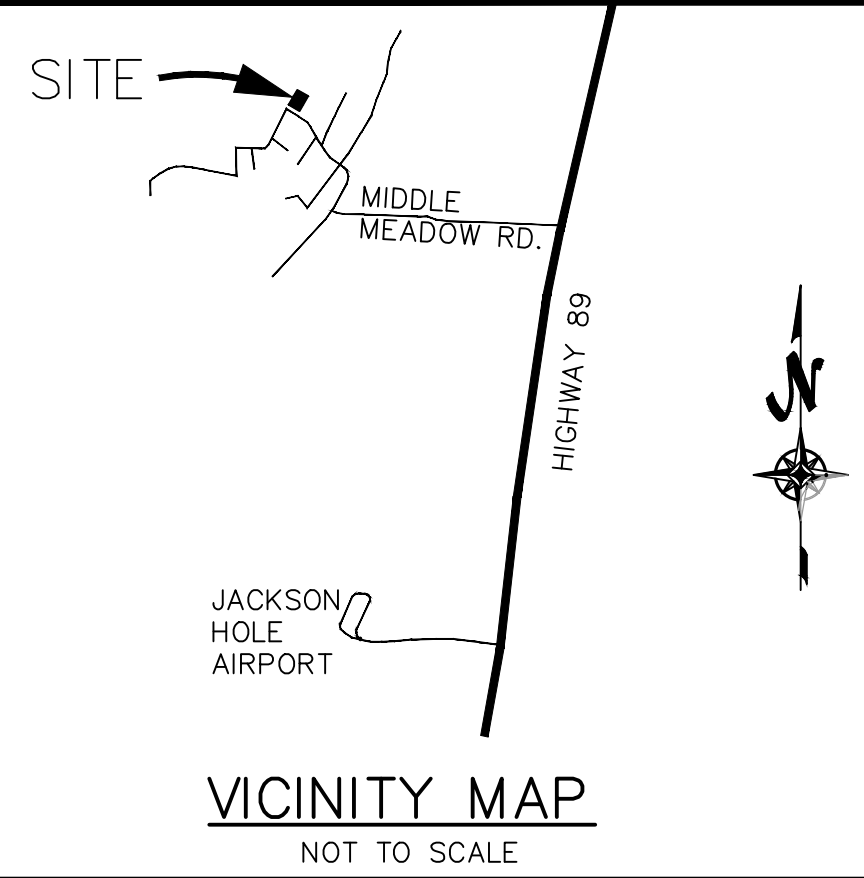 SITE
MIDDLE
MEADOW RD.
HIGHWAY 89
N
JACKSON
HOLE
AIRPORT
VICINITY MAP
NOT TO SCALE